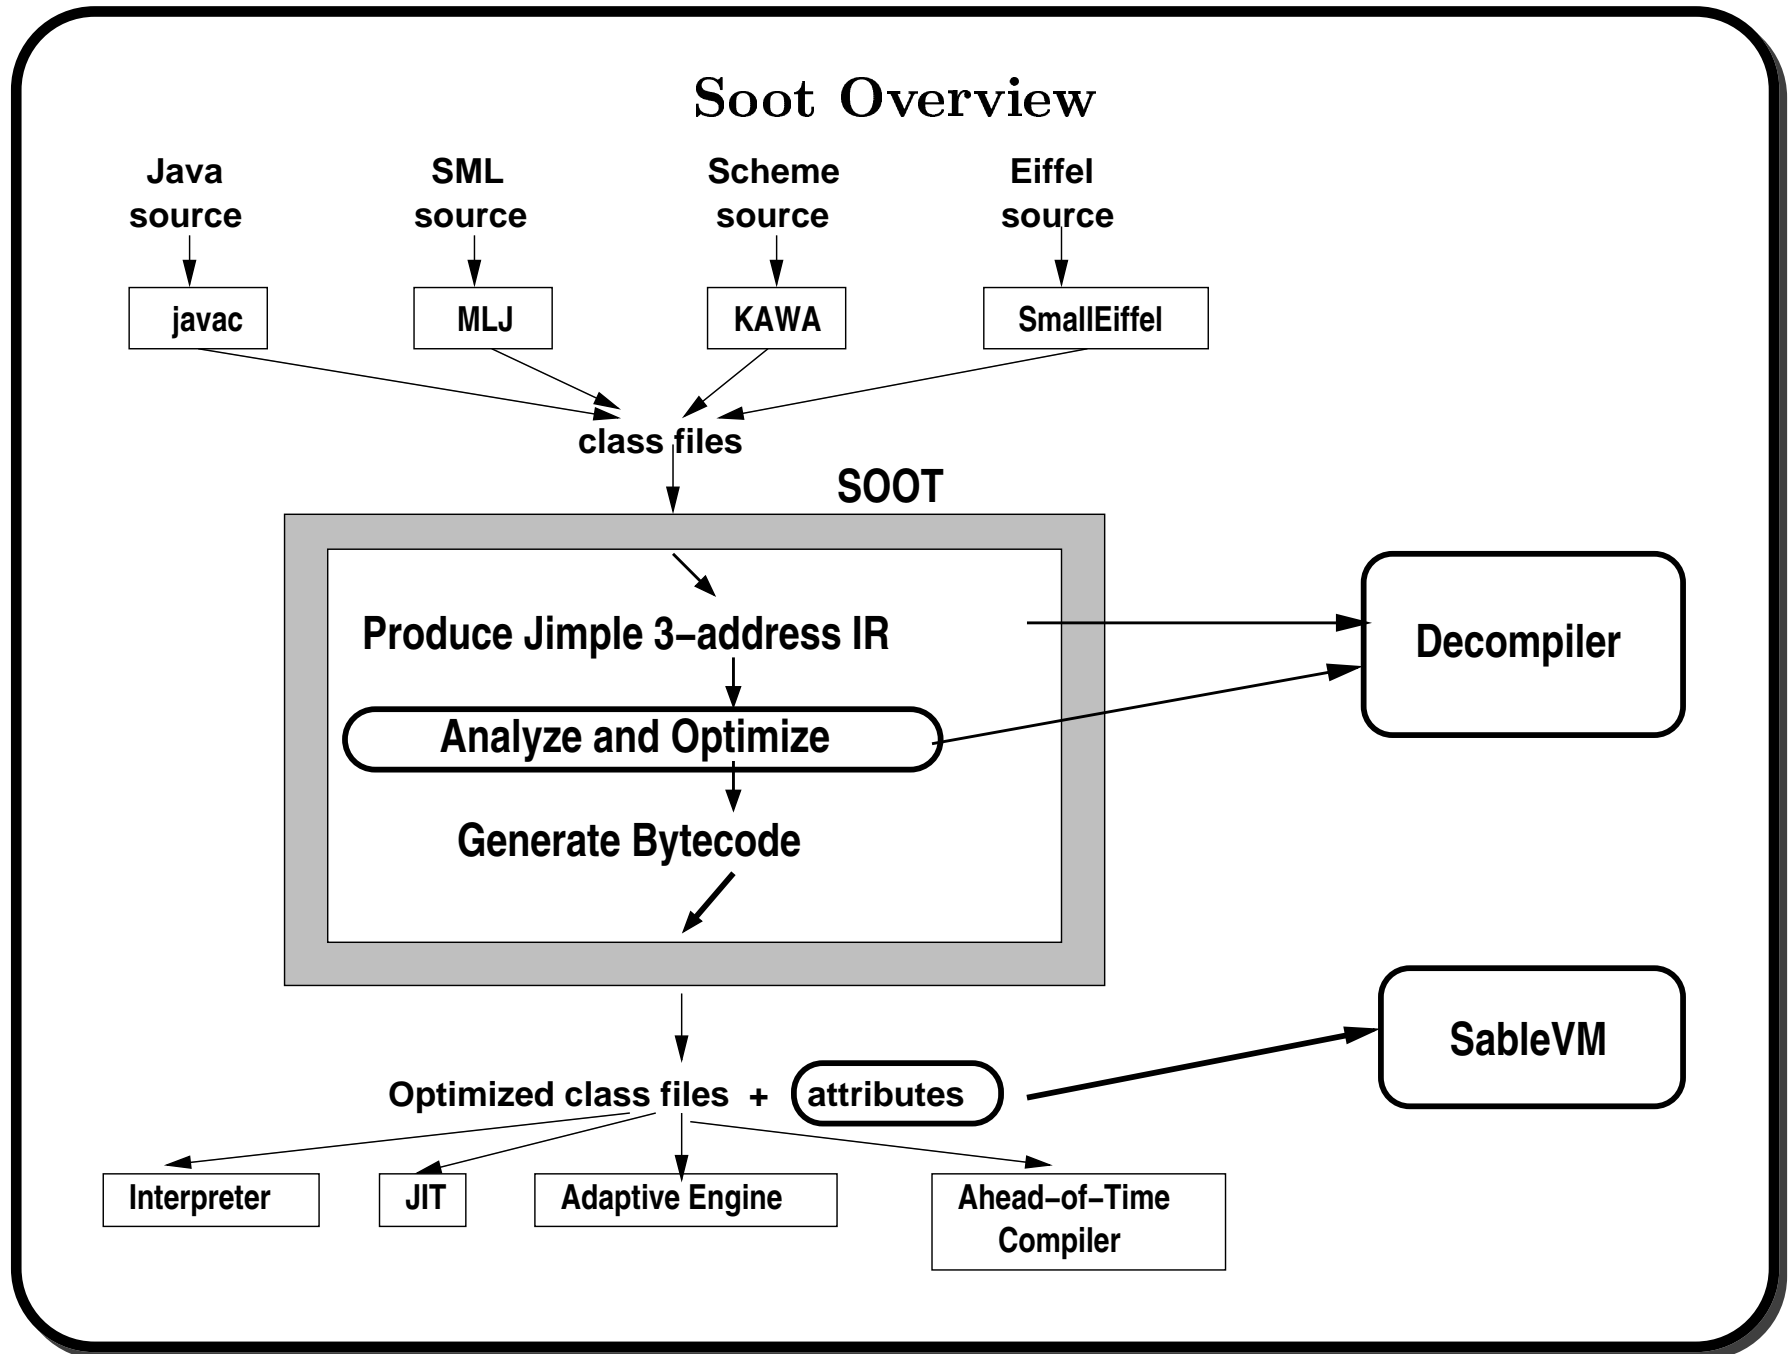 Soot Overview
Java SML Scheme Eiffel
source source source source
javac MLJ KAWA SmallEiffel
class files
SOOT
Produce Jimple 3−address IR
Decompiler
Analyze and Optimize
Generate Bytecode
SableVM
Optimized class files + attributes
Interpreter JIT Adaptive Engine Ahead−of−Time
Compiler